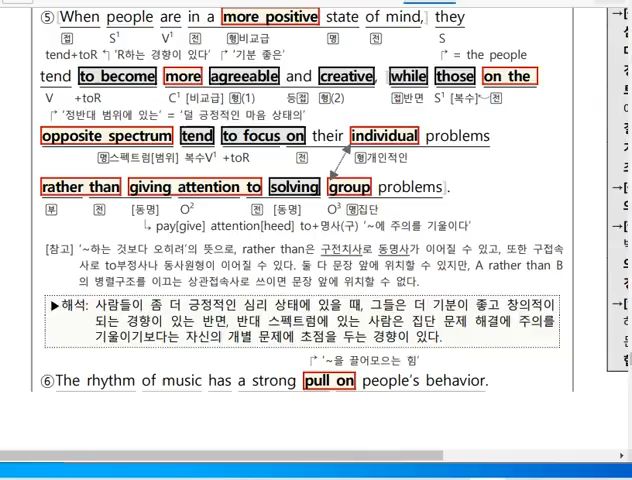 ⑤[When people are in a more positive state of mind,] they
접 S¹ V¹ 전 형비교급 명 전 S
tend+toR ↰ 'R하는 경향이 있다' ↱ '기분 좋은' ↱ = the people
tend to become more agreeable and creative, [while those on the
V +toR C¹ [비교급] 형(1) 등접 형(2) 접반면 S¹ [복수] 전
↱ '정반대 범위에 있는' = '덜 긍정적인 마음 상태의'
opposite spectrum tend to focus on their individual problems
명스펙트럼[범위] 복수V¹ +toR 전 형개인적인
rather than giving attention to solving group problems].
부 전 [동명] O² 전 [동명] O³ 명집단
↳ pay[give] attention[heed] to+명사(구) '~에 주의를 기울이다'
[참고] '~하는 것보다 오히려'의 뜻으로, rather than은 구전치사로 동명사가 이어질 수 있고, 또한 구접속
사로 to부정사나 동사원형이 이어질 수 있다. 둘 다 문장 앞에 위치할 수 있지만, A rather than B
의 병렬구조를 이끄는 상관접속사로 쓰이면 문장 앞에 위치할 수 없다.
▶해석: 사람들이 좀 더 긍정적인 심리 상태에 있을 때, 그들은 더 기분이 좋고 창의적이
되는 경향이 있는 반면, 반대 스펙트럼에 있는 사람은 집단 문제 해결에 주의를
기울이기보다는 자신의 개별 문제에 초점을 두는 경향이 있다.
↱ '~을 끌어모으는 힘'
⑥The rhythm of music has a strong pull on people's behavior.